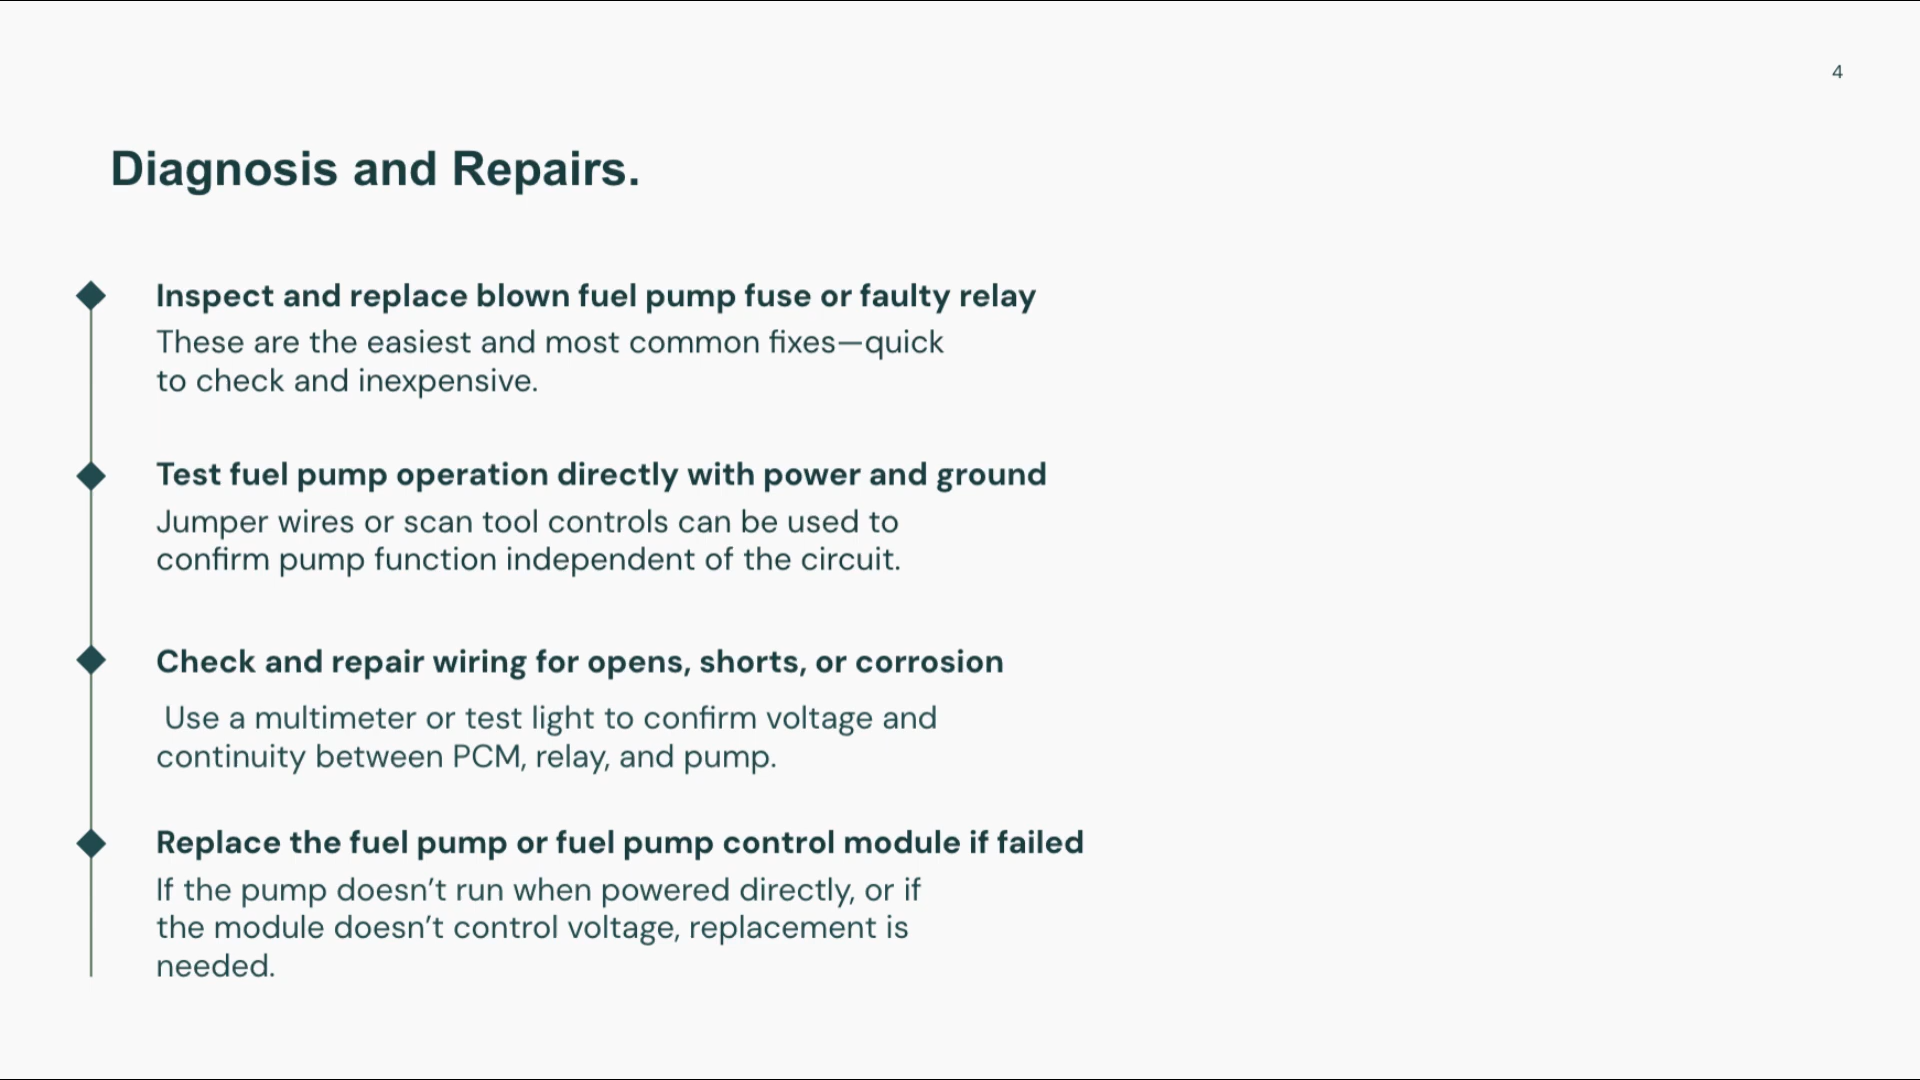 4
Diagnosis and Repairs.
Inspect and replace blown fuel pump fuse or faulty relay
These are the easiest and most common fixes—quick
to check and inexpensive.
Test fuel pump operation directly with power and ground
Jumper wires or scan tool controls can be used to
confirm pump function independent of the circuit.
Check and repair wiring for opens, shorts, or corrosion
Use a multimeter or test light to confirm voltage and
continuity between PCM, relay, and pump.
Replace the fuel pump or fuel pump control module if failed
If the pump doesn’t run when powered directly, or if
the module doesn’t control voltage, replacement is
needed.